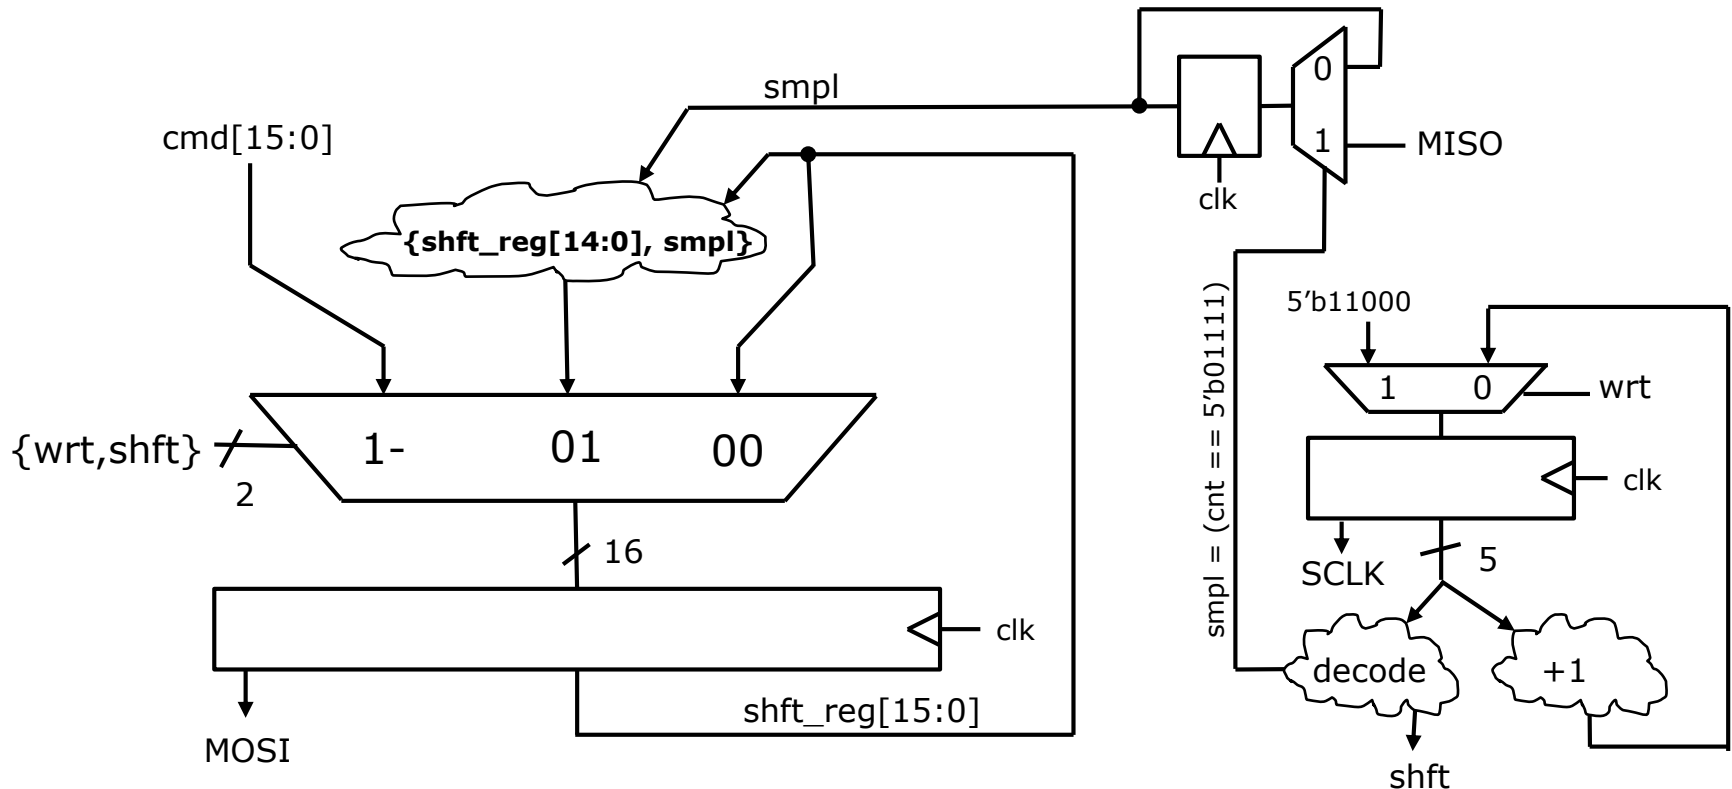 smpl
0
1
MISO
clk
cmd[15:0]
{shft_reg[14:0], smpl}
{wrt,shft}
2
1-
01
00
16
clk
shft_reg[15:0]
MOSI
smpl = (cnt == 5’b01111)
5’b11000
1
0
wrt
clk
SCLK
5
decode
+1
shft